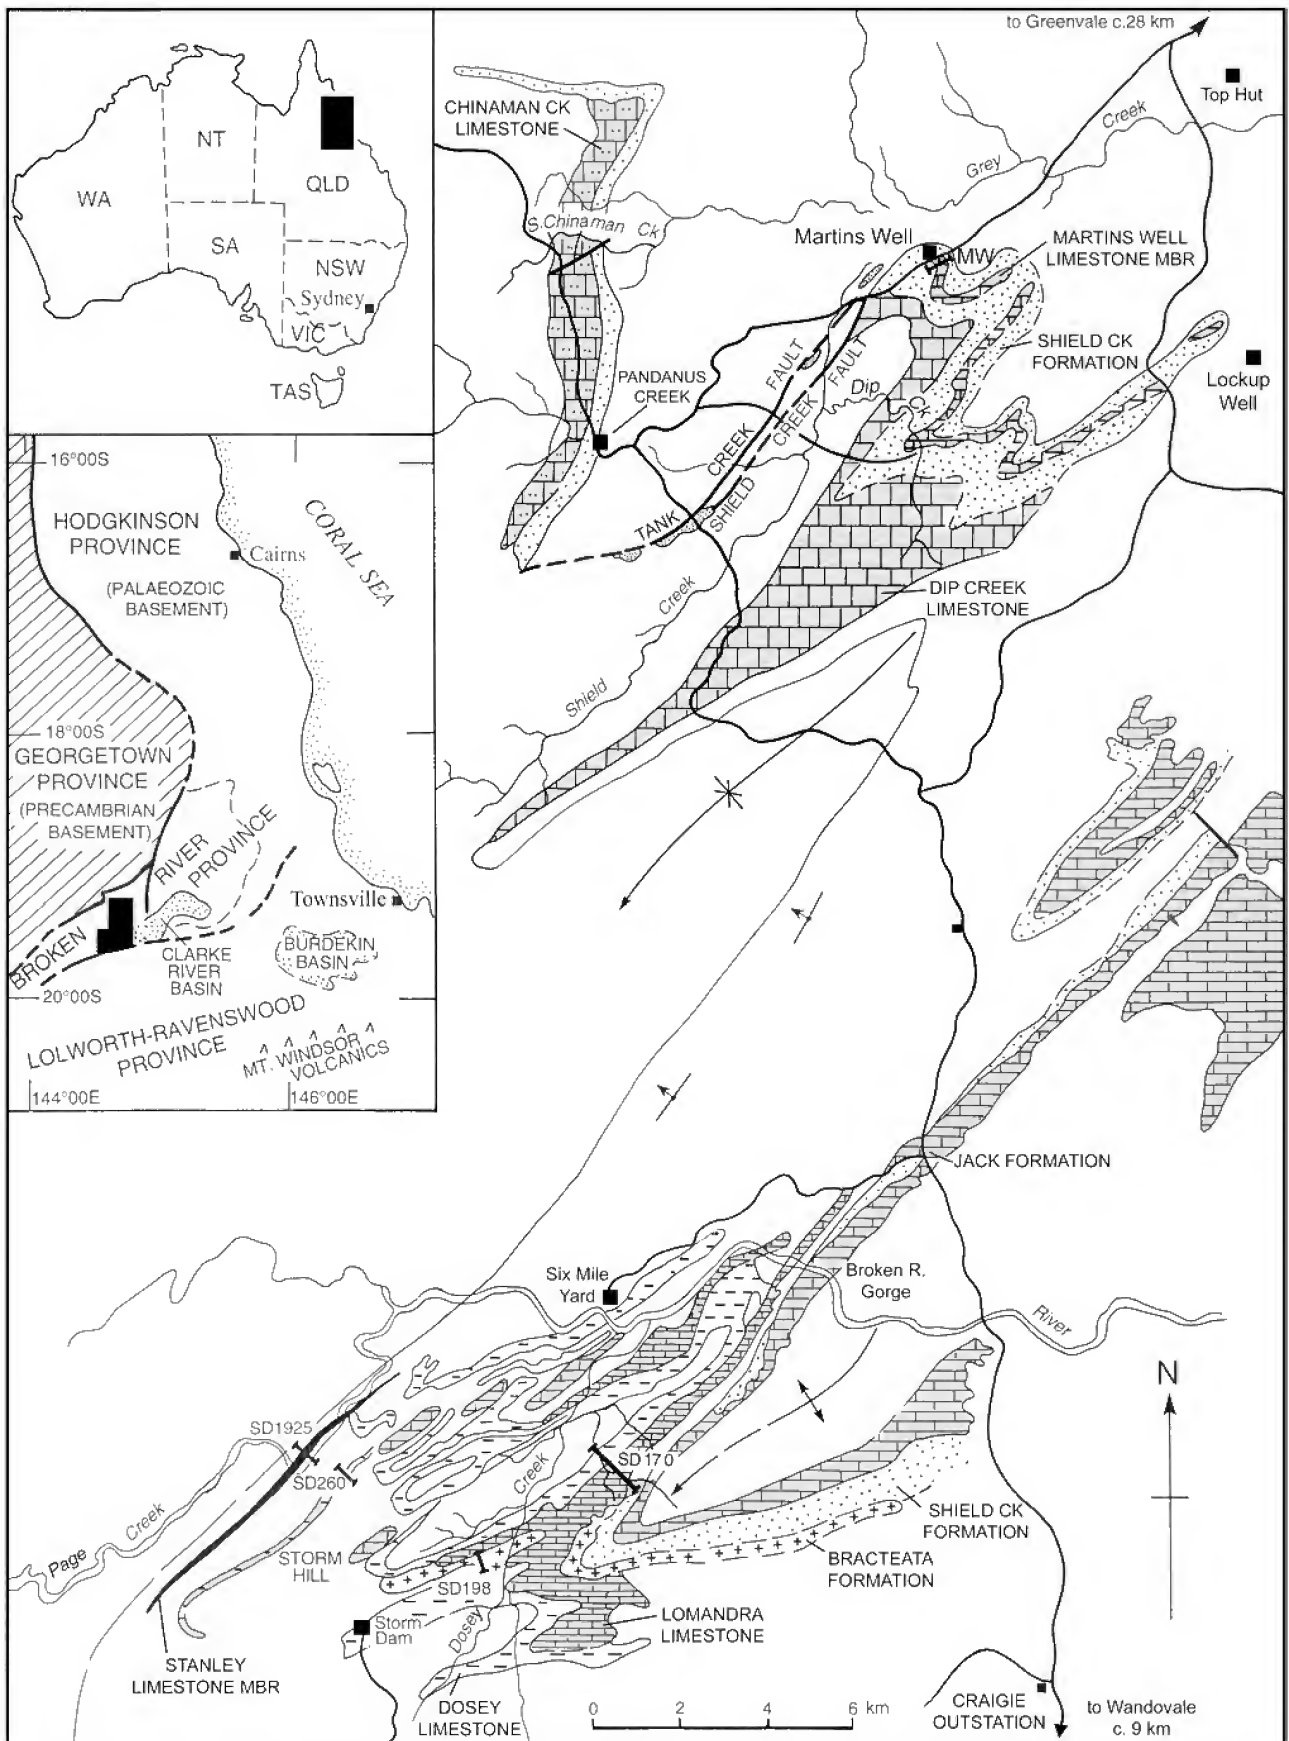 to Greenvale c.28 km
Top Hut
Creek
Grey
CHINAMAN CK
LIMESTONE
S.Chinaman Ck
Martins Well
MW
MARTINS WELL
LIMESTONE MBR
SHIELD CK
FORMATION
Lockup
Well
PANDANUS
CREEK
FAULT
FAULT
Dip
Ck
CREEK
CREEK
TANK
SHIELD
DIP CREEK
LIMESTONE
Creek
Shield
WA
NT
QLD
SA
NSW
Sydney
VIC
TAS
16°00S
HODGKINSON
PROVINCE
Cairns
(PALAEOZOIC
BASEMENT)
CORAL SEA
18°00S
GEORGETOWN
PROVINCE
(PRECAMBRIAN
BASEMENT)
BROKEN
RIVER
PROVINCE
Townsville
CLARKE
RIVER
BASIN
BURDEKIN
BASIN
20°00S
LOLWORTH-RAVENSWOOD
PROVINCE
MT. WINDSOR
VOLCANICS
144°00E
146°00E
JACK FORMATION
Six Mile
Yard
Broken R.
Gorge
River
N
SD1925
SD260
SD170
Creek
Page
Creek
SHIELD CK
FORMATION
STORM
HILL
BRACTEATA
FORMATION
SD198
Storm
Dam
Dosey
LOMANDRA
LIMESTONE
STANLEY
LIMESTONE MBR
DOSEY
LIMESTONE
0 2 4 6 km
CRAIGIE
OUTSTATION
to Wandovale
c. 9 km